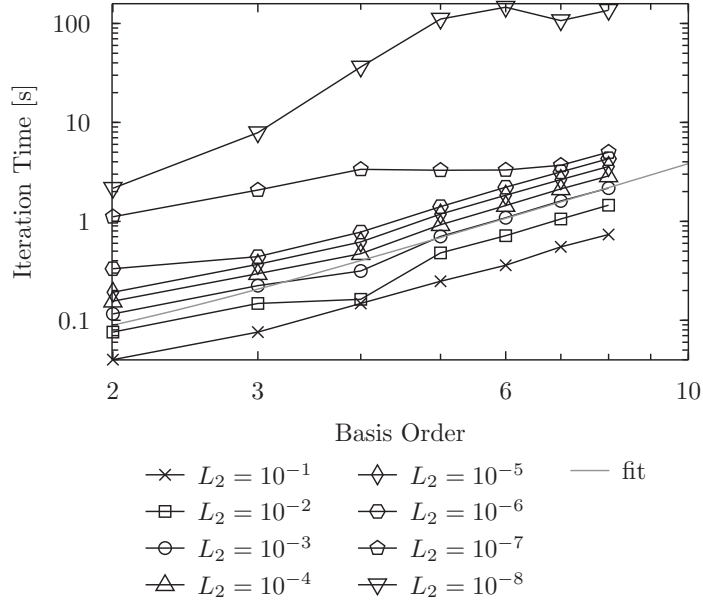 100
10
1
0.1
Iteration Time [s]
2 3 6 10
Basis Order
L₂ = 10⁻¹ L₂ = 10⁻⁵ fit
L₂ = 10⁻² L₂ = 10⁻⁶
L₂ = 10⁻³ L₂ = 10⁻⁷
L₂ = 10⁻⁴ L₂ = 10⁻⁸